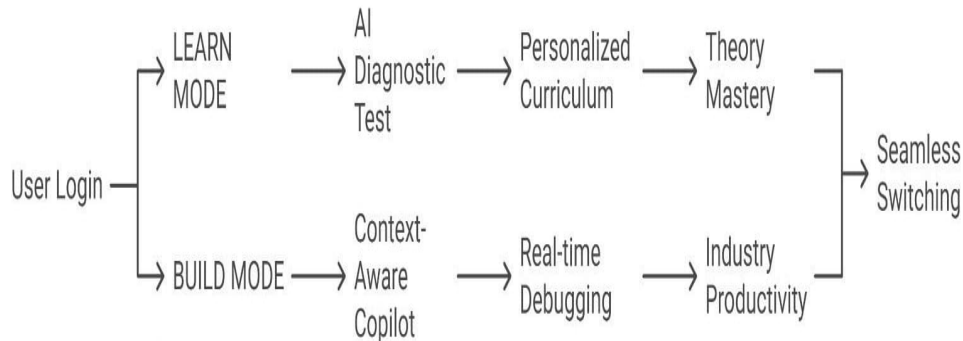 User Login
LEARN
MODE
AI
Diagnostic
Test
Personalized
Curriculum
Theory
Mastery
BUILD MODE
Context-
Aware
Copilot
Real-time
Debugging
Industry
Productivity
Seamless
Switching